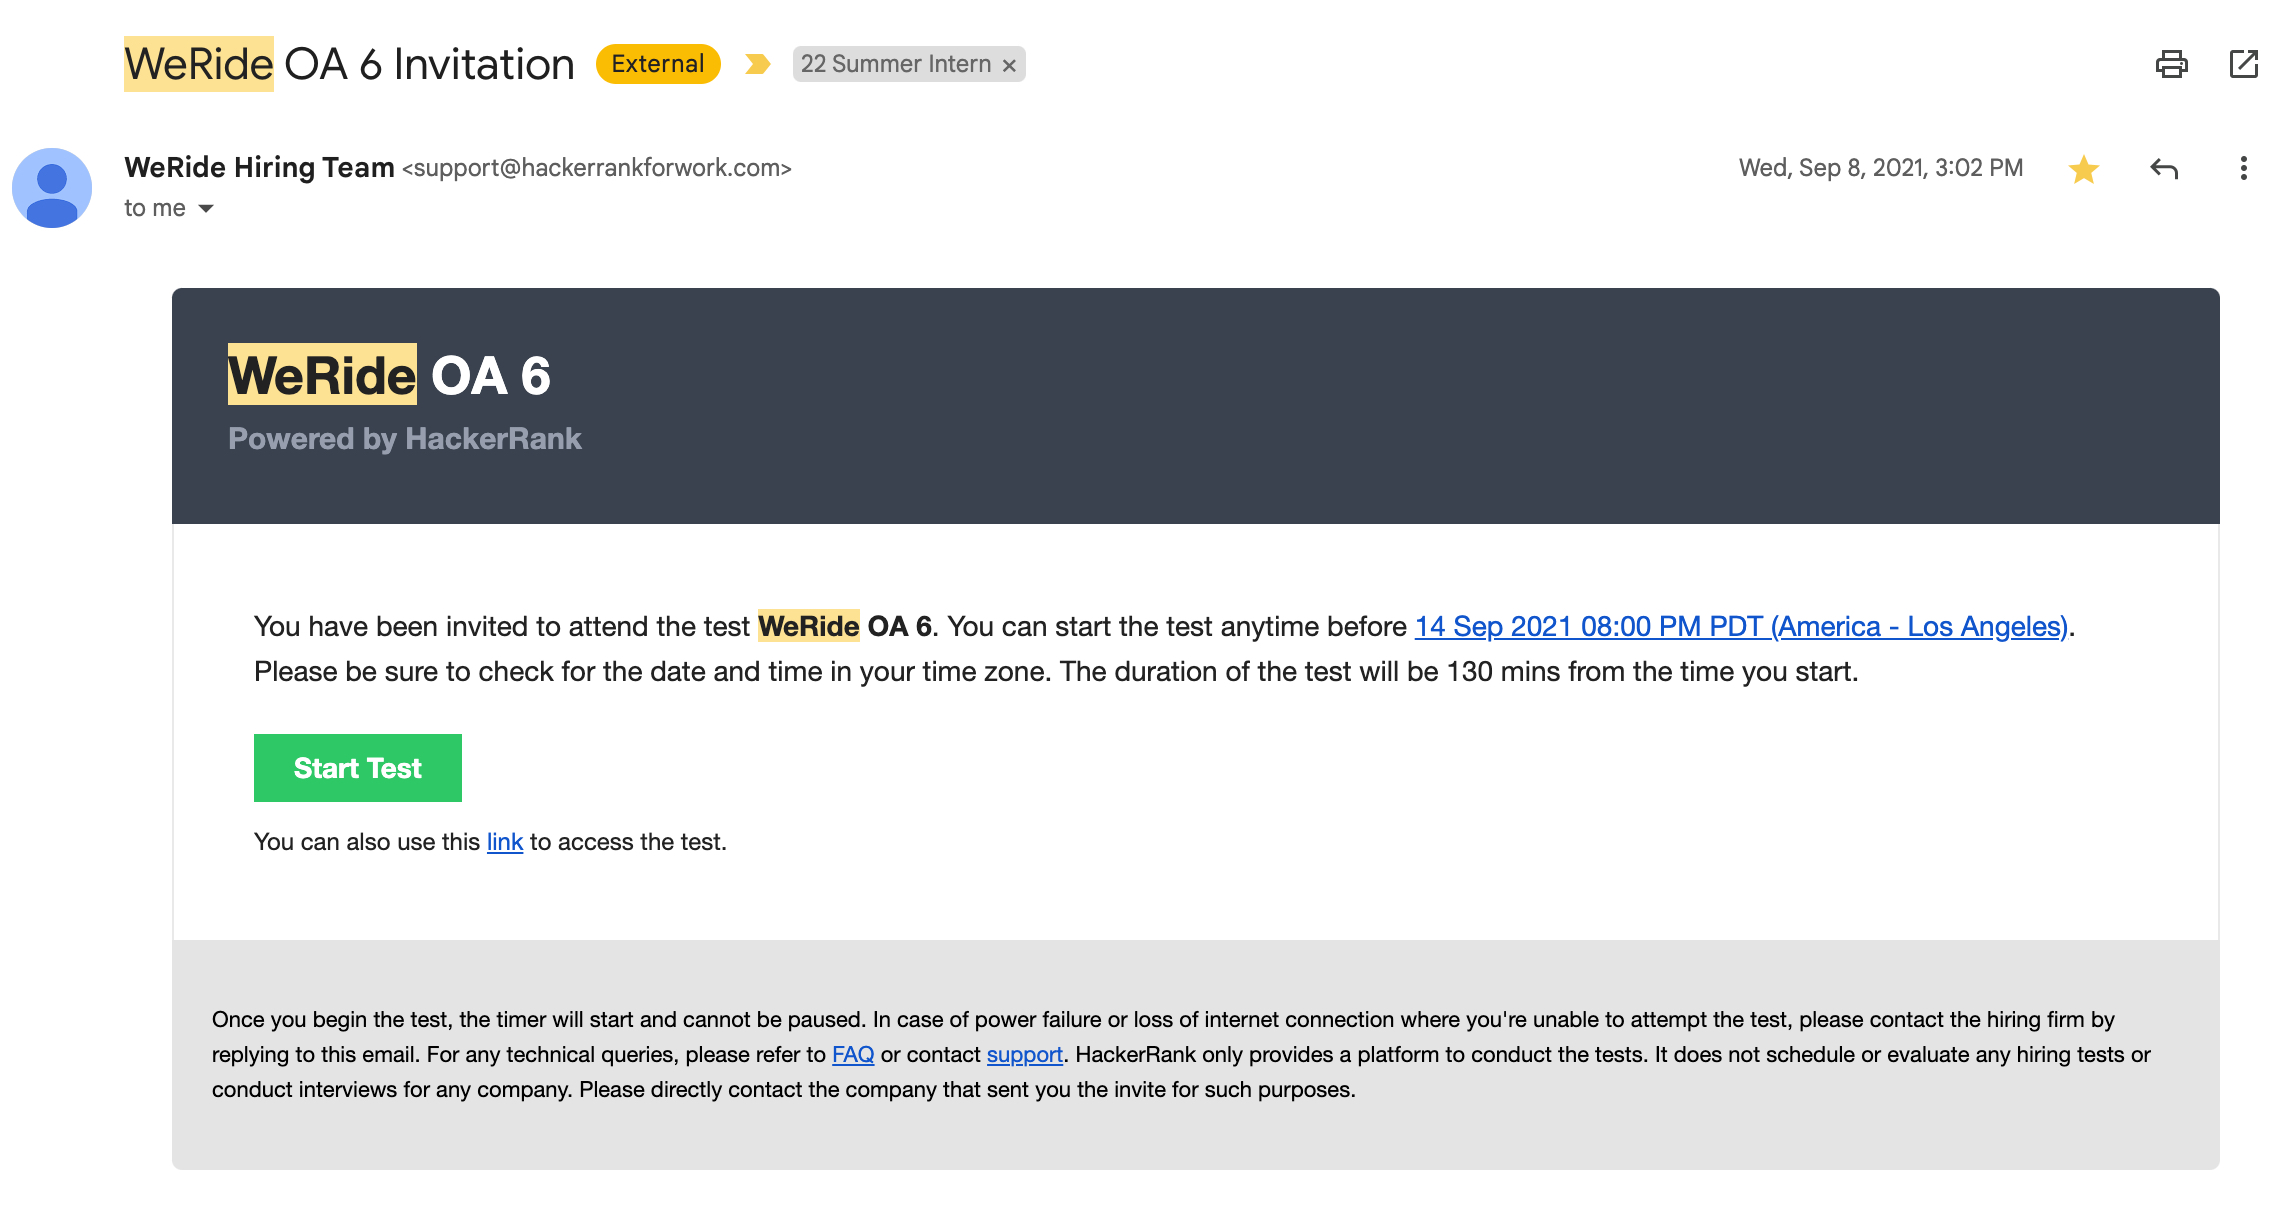 WeRide OA 6 Invitation External 22 Summer Intern ×
WeRide Hiring Team <support@hackerrankforwork.com> Wed, Sep 8, 2021, 3:02 PM
to me
WeRide OA 6
Powered by HackerRank
You have been invited to attend the test WeRide OA 6. You can start the test anytime before 14 Sep 2021 08:00 PM PDT (America - Los Angeles).
Please be sure to check for the date and time in your time zone. The duration of the test will be 130 mins from the time you start.
Start Test
You can also use this link to access the test.
Once you begin the test, the timer will start and cannot be paused. In case of power failure or loss of internet connection where you're unable to attempt the test, please contact the hiring firm by
replying to this email. For any technical queries, please refer to FAQ or contact support. HackerRank only provides a platform to conduct the tests. It does not schedule or evaluate any hiring tests or
conduct interviews for any company. Please directly contact the company that sent you the invite for such purposes.